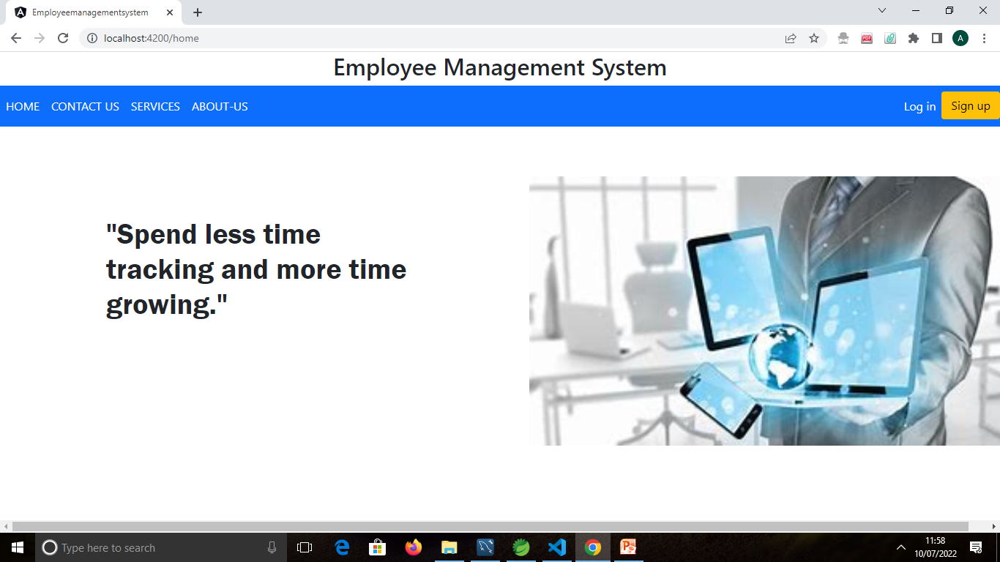 Employeemanagementsystem
localhost:4200/home
PDF
A
Employee Management System
HOME CONTACT US SERVICES ABOUT-US Log in Sign up
"Spend less time
tracking and more time
growing."
Type here to search
11:58
10/07/2022